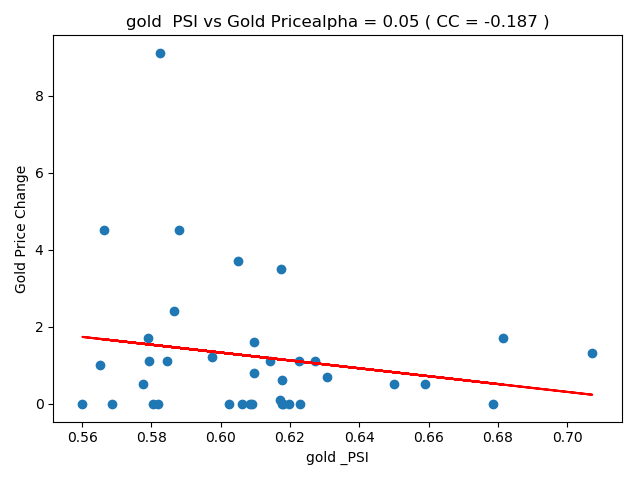 gold  PSI vs Gold Pricealpha = 0.05 ( CC = -0.187 )
Gold Price Change
8
6
4
2
0
0.56 0.58 0.60 0.62 0.64 0.66 0.68 0.70
gold _PSI